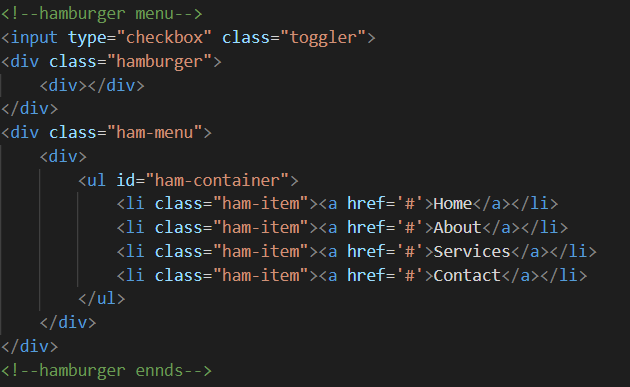 <!--hamburger menu-->
<input type="checkbox" class="toggler">
<div class="hamburger">
    <div></div>
</div>
<div class="ham-menu">
    <div>
        <ul id="ham-container">
            <li class="ham-item"><a href='#'>Home</a></li>
            <li class="ham-item"><a href='#'>About</a></li>
            <li class="ham-item"><a href='#'>Services</a></li>
            <li class="ham-item"><a href='#'>Contact</a></li>
        </ul>
    </div>
</div>
<!--hamburger ennds-->